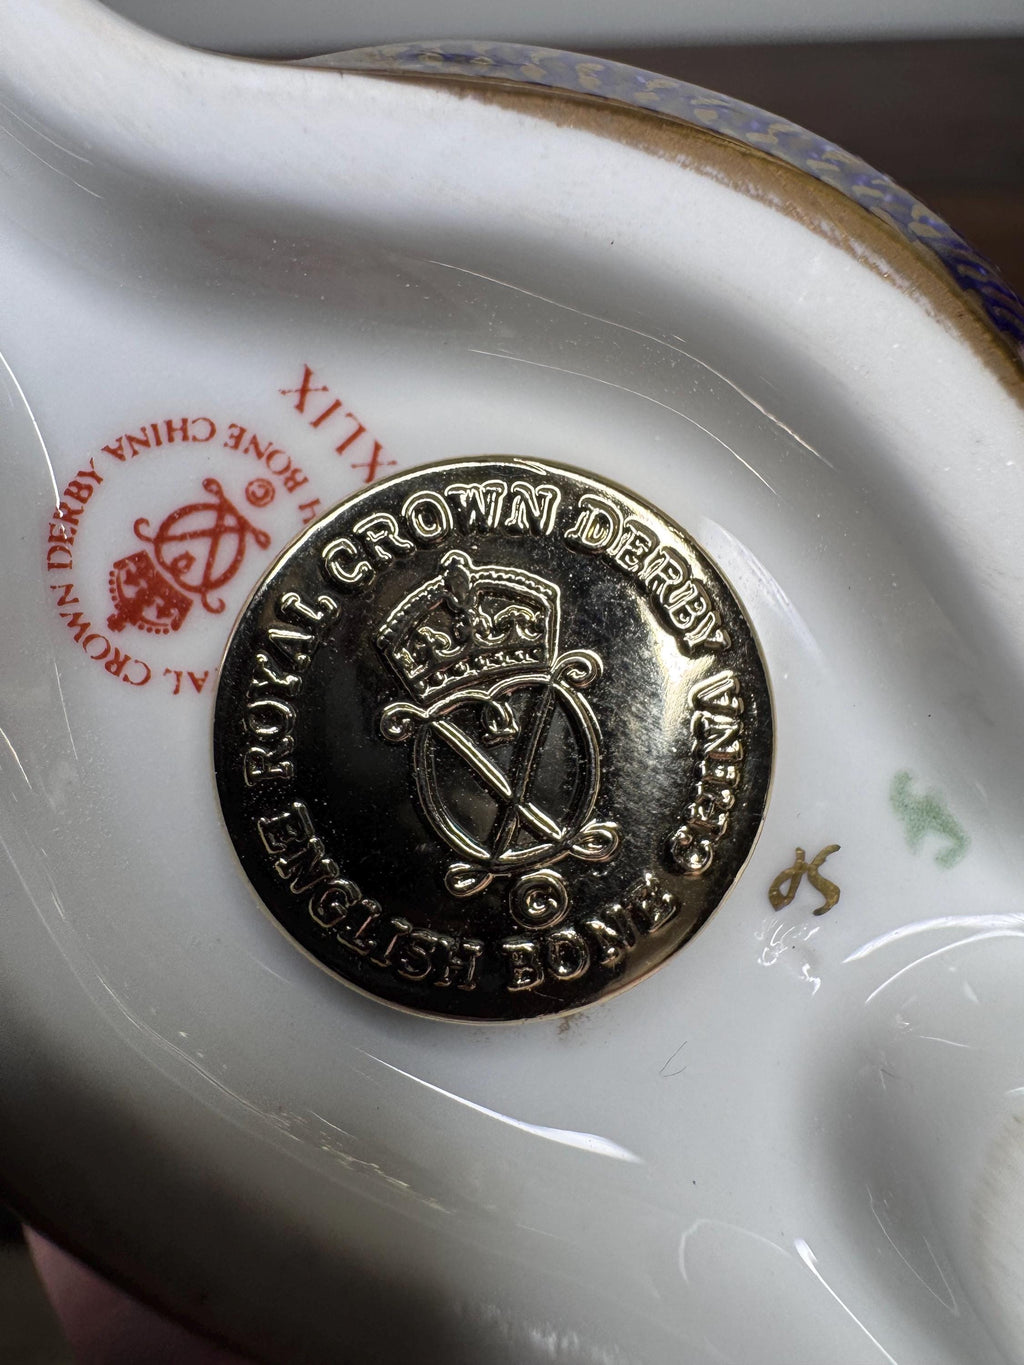 XLIX
AL CROWN DERBY BONE CHINA
©
ROYAL CROWN DERBY CHINA
ENGLISH BONE
©